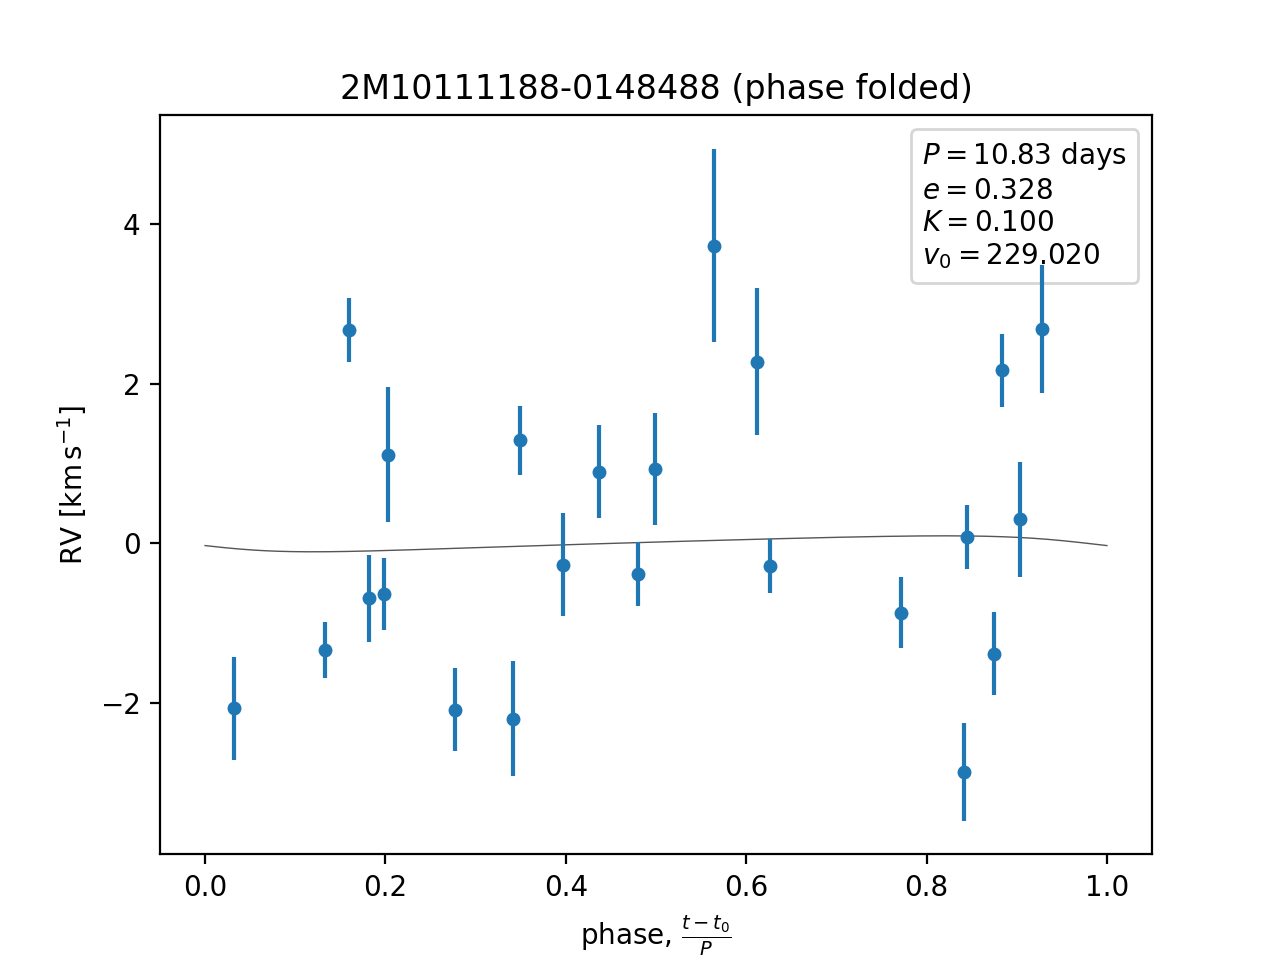 2M10111188-0148488 (phase folded)
P = 10.83 days
e = 0.328
K = 0.100
v₀ = 229.020
RV [km s⁻¹]
4
2
0
−2
0.0 0.2 0.4 0.6 0.8 1.0
phase, (t − t₀)/P